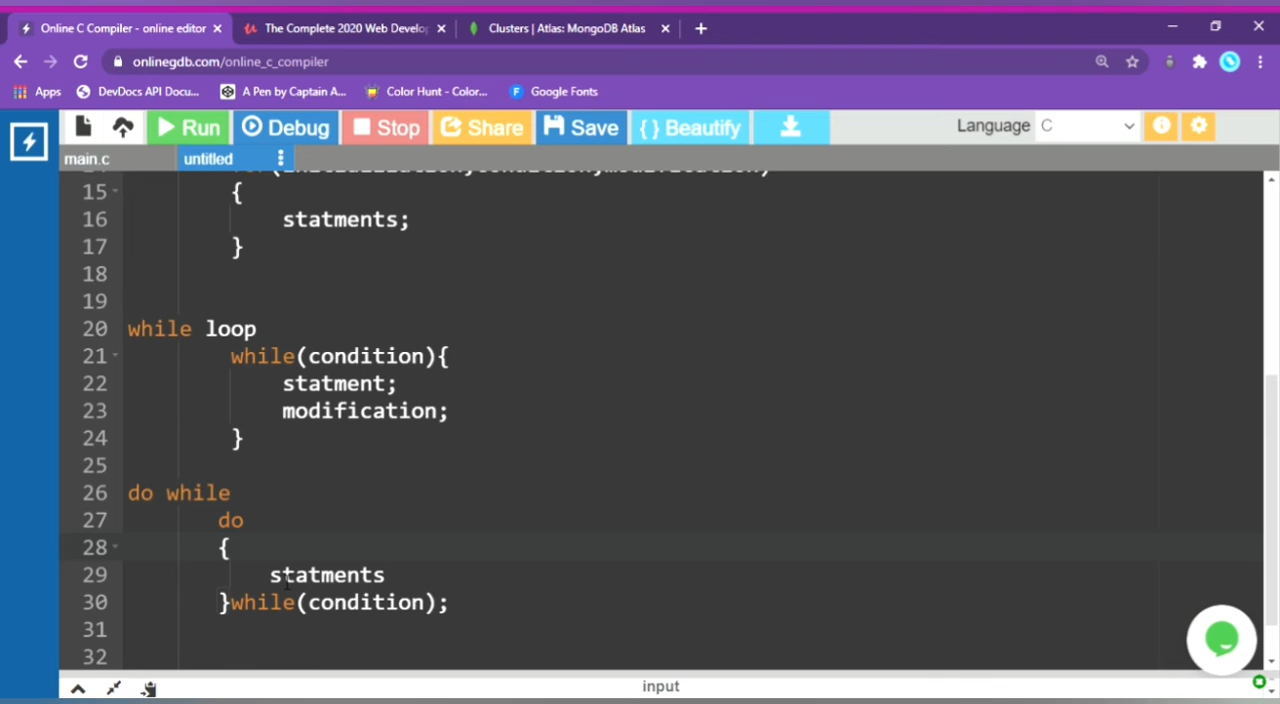 Online C Compiler - online editor
The Complete 2020 Web Develo
Clusters | Atlas: MongoDB Atlas
onlinegdb.com/online_c_compiler
Apps
DevDocs API Docu...
A Pen by Captain A...
Color Hunt - Color...
Google Fonts
Run
Debug
Stop
Share
Save
{ } Beautify
Language C
main.c
untitled
15 {
16 statments;
17 }
18
19
20 while loop
21 while(condition){
22 statment;
23 modification;
24 }
25
26 do while
27 do
28 {
29 statments
30 }while(condition);
31
32
input